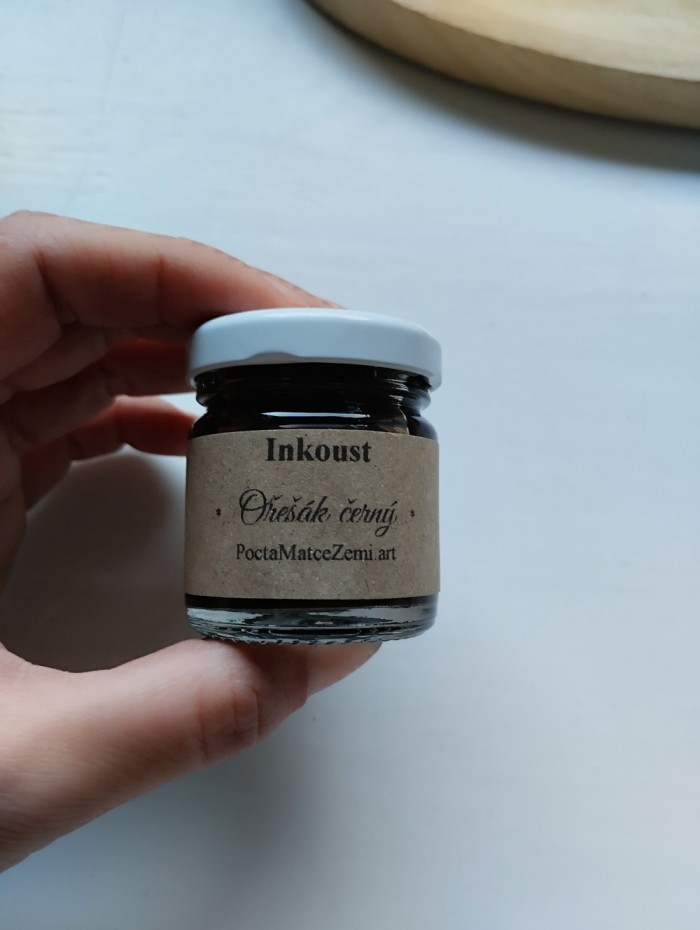 Inkoust
Ořešák černý
PoctaMatceZemi.art